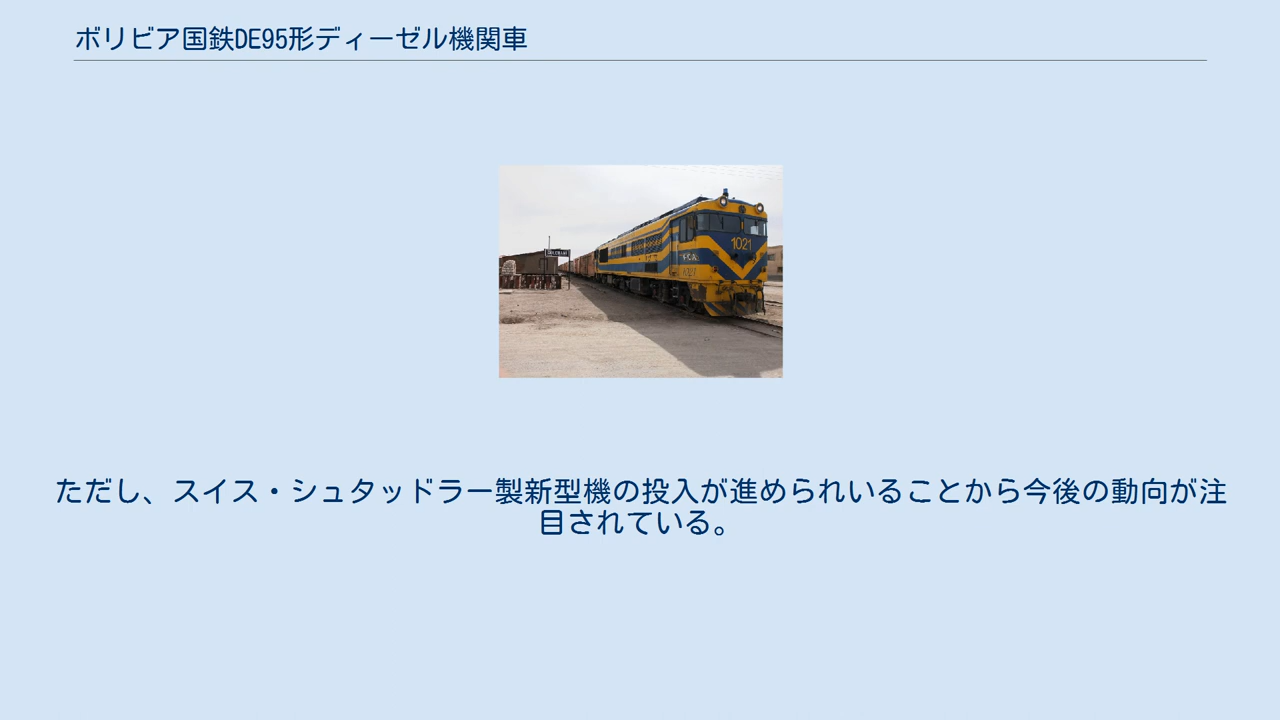 ボリビア国鉄DE95形ディーゼル機関車
1021
F.C.A.
ただし、スイス・シュタッドラー製新型機の投入が進められいることから今後の動向が注
目されている。